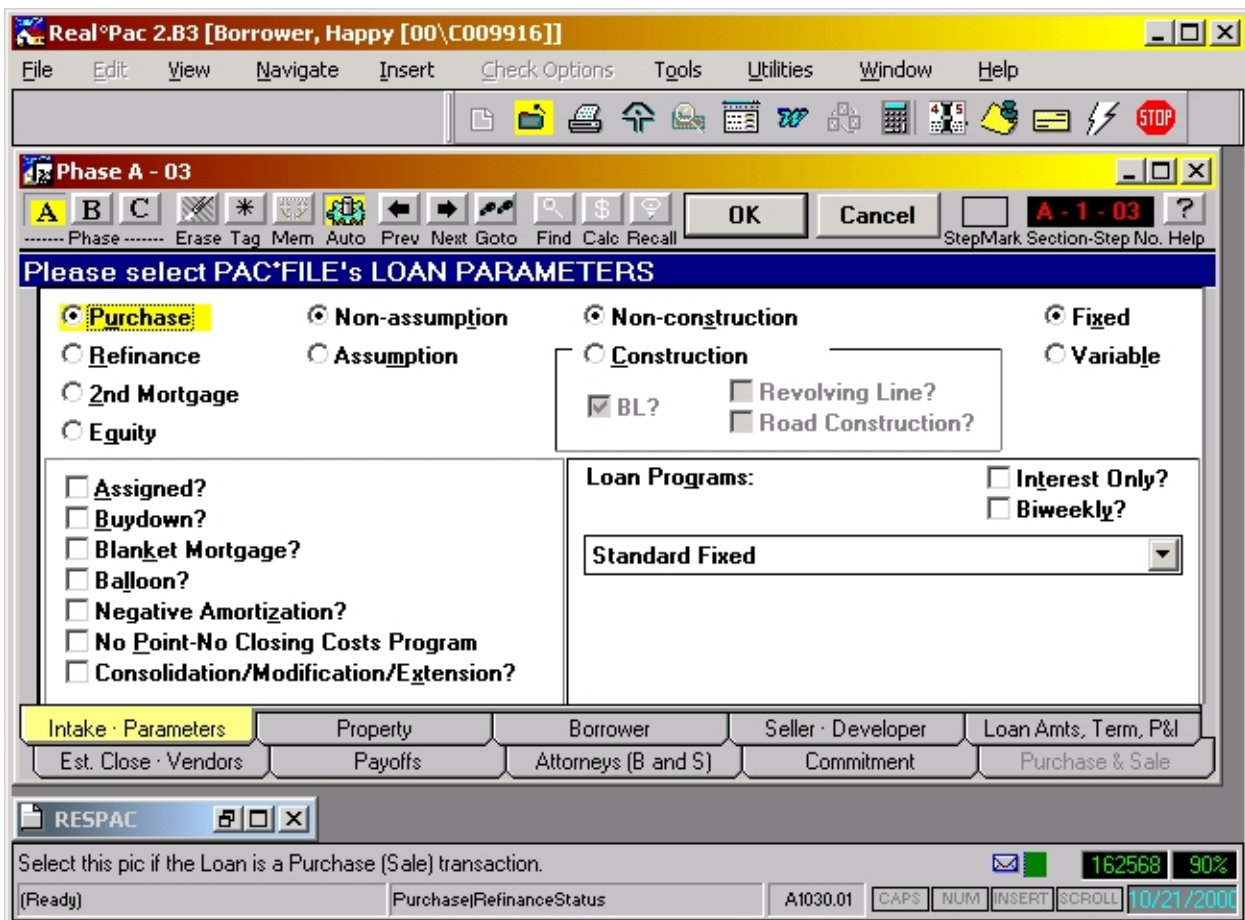 Real°Pac 2.B3 [Borrower, Happy [00\C009916]]
File Edit View Navigate Insert Check Options Tools Utilities Window Help
4 5 STOP
Phase A - 03
A B C OK Cancel A - 1 - 03 ?
------- Phase ------- Erase Tag Mem Auto Prev Next Goto Find Calc Recall StepMark Section-Step No. Help
Please select PAC*FILE's LOAN PARAMETERS
Purchase Non-assumption Non-construction Fixed
Refinance Assumption Construction Variable
2nd Mortgage BL? Revolving Line?
Equity Road Construction?
Assigned?
Buydown?
Blanket Mortgage?
Balloon?
Negative Amortization?
No Point-No Closing Costs Program
Consolidation/Modification/Extension?
Loan Programs: Interest Only?
Biweekly?
Standard Fixed
Intake · Parameters Property Borrower Seller · Developer Loan Amts, Term, P&I
Est. Close · Vendors Payoffs Attorneys (B and S) Commitment Purchase & Sale
RESPAC
Select this pic if the Loan is a Purchase (Sale) transaction. 162568 90%
(Ready) Purchase|RefinanceStatus A1030.01 CAPS NUM INSERT SCROLL 10/21/2000